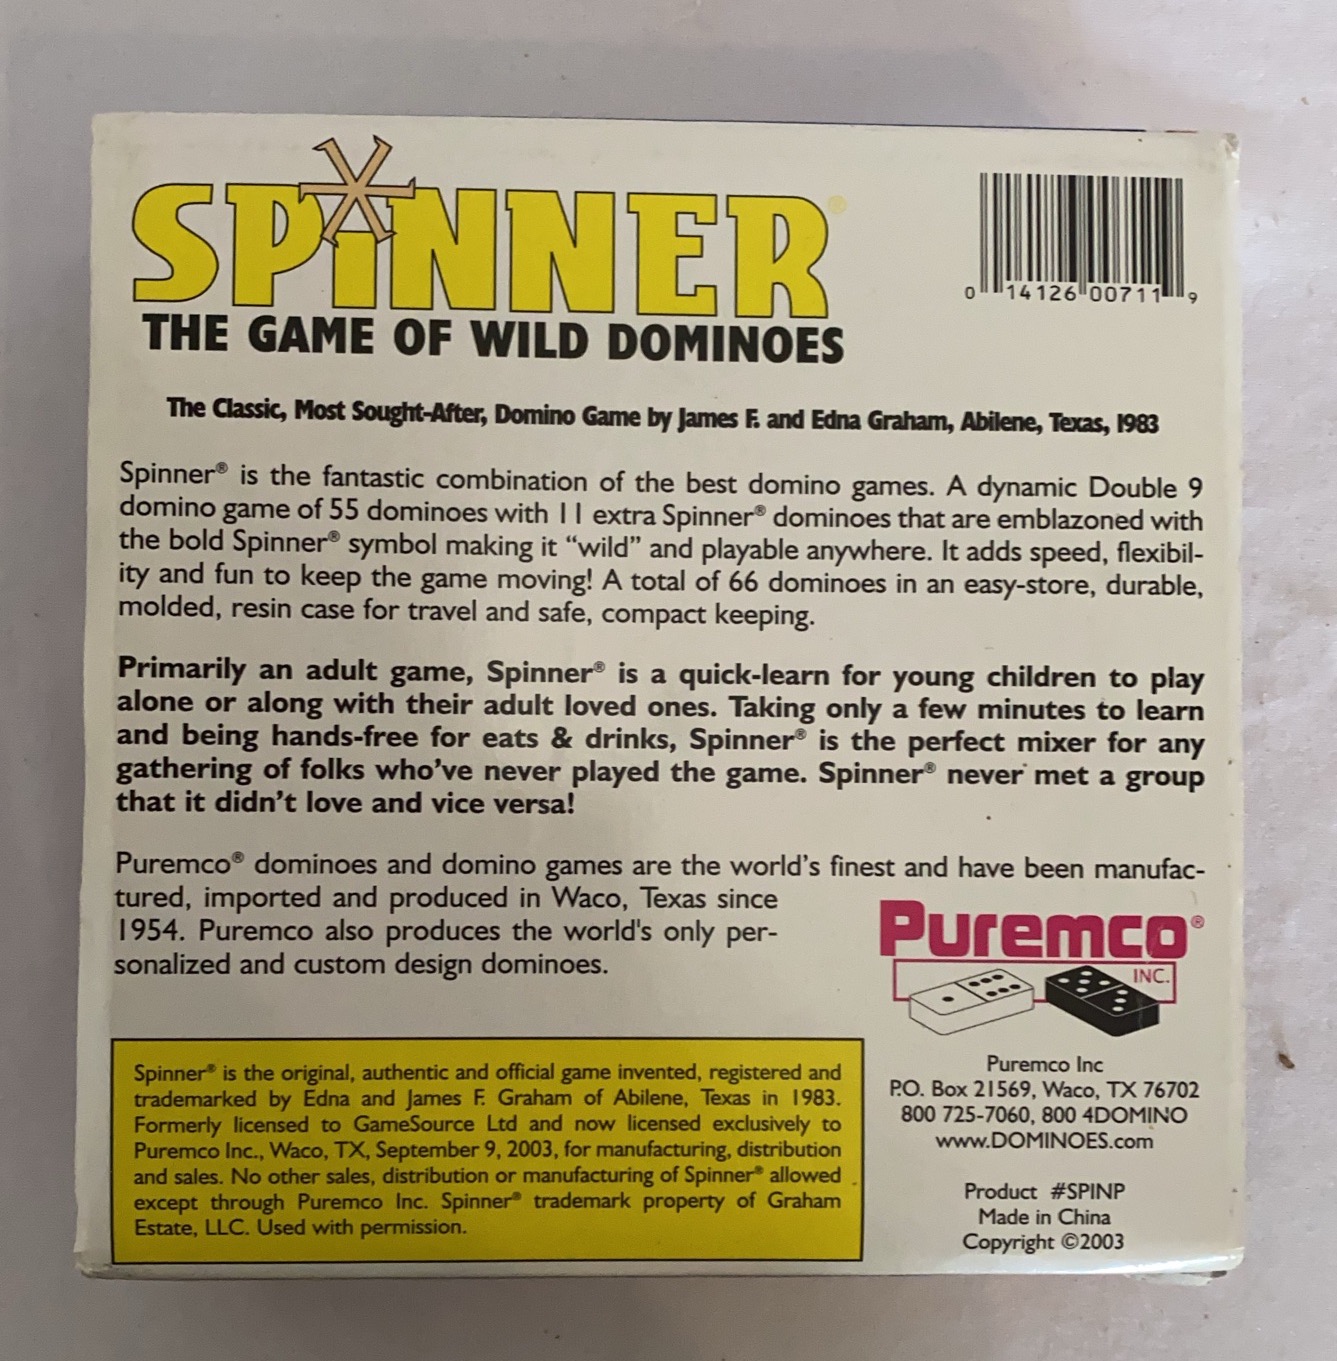 SPINNER®
THE GAME OF WILD DOMINOES
0 14126 00711 9
The Classic, Most Sought-After, Domino Game by James F. and Edna Graham, Abilene, Texas, 1983
Spinner® is the fantastic combination of the best domino games. A dynamic Double 9
domino game of 55 dominoes with 11 extra Spinner® dominoes that are emblazoned with
the bold Spinner® symbol making it “wild” and playable anywhere. It adds speed, flexibil-
ity and fun to keep the game moving! A total of 66 dominoes in an easy-store, durable,
molded, resin case for travel and safe, compact keeping.
Primarily an adult game, Spinner® is a quick-learn for young children to play
alone or along with their adult loved ones. Taking only a few minutes to learn
and being hands-free for eats & drinks, Spinner® is the perfect mixer for any
gathering of folks who’ve never played the game. Spinner® never met a group
that it didn’t love and vice versa!
Puremco® dominoes and domino games are the world’s finest and have been manufac-
tured, imported and produced in Waco, Texas since
1954. Puremco also produces the world's only per-
sonalized and custom design dominoes.
Puremco®
INC.
Spinner® is the original, authentic and official game invented, registered and
trademarked by Edna and James F. Graham of Abilene, Texas in 1983.
Formerly licensed to GameSource Ltd and now licensed exclusively to
Puremco Inc., Waco, TX, September 9, 2003, for manufacturing, distribution
and sales. No other sales, distribution or manufacturing of Spinner® allowed
except through Puremco Inc. Spinner® trademark property of Graham
Estate, LLC. Used with permission.
Puremco Inc
P.O. Box 21569, Waco, TX 76702
800 725-7060, 800 4DOMINO
www.DOMINOES.com
Product #SPINP
Made in China
Copyright ©2003